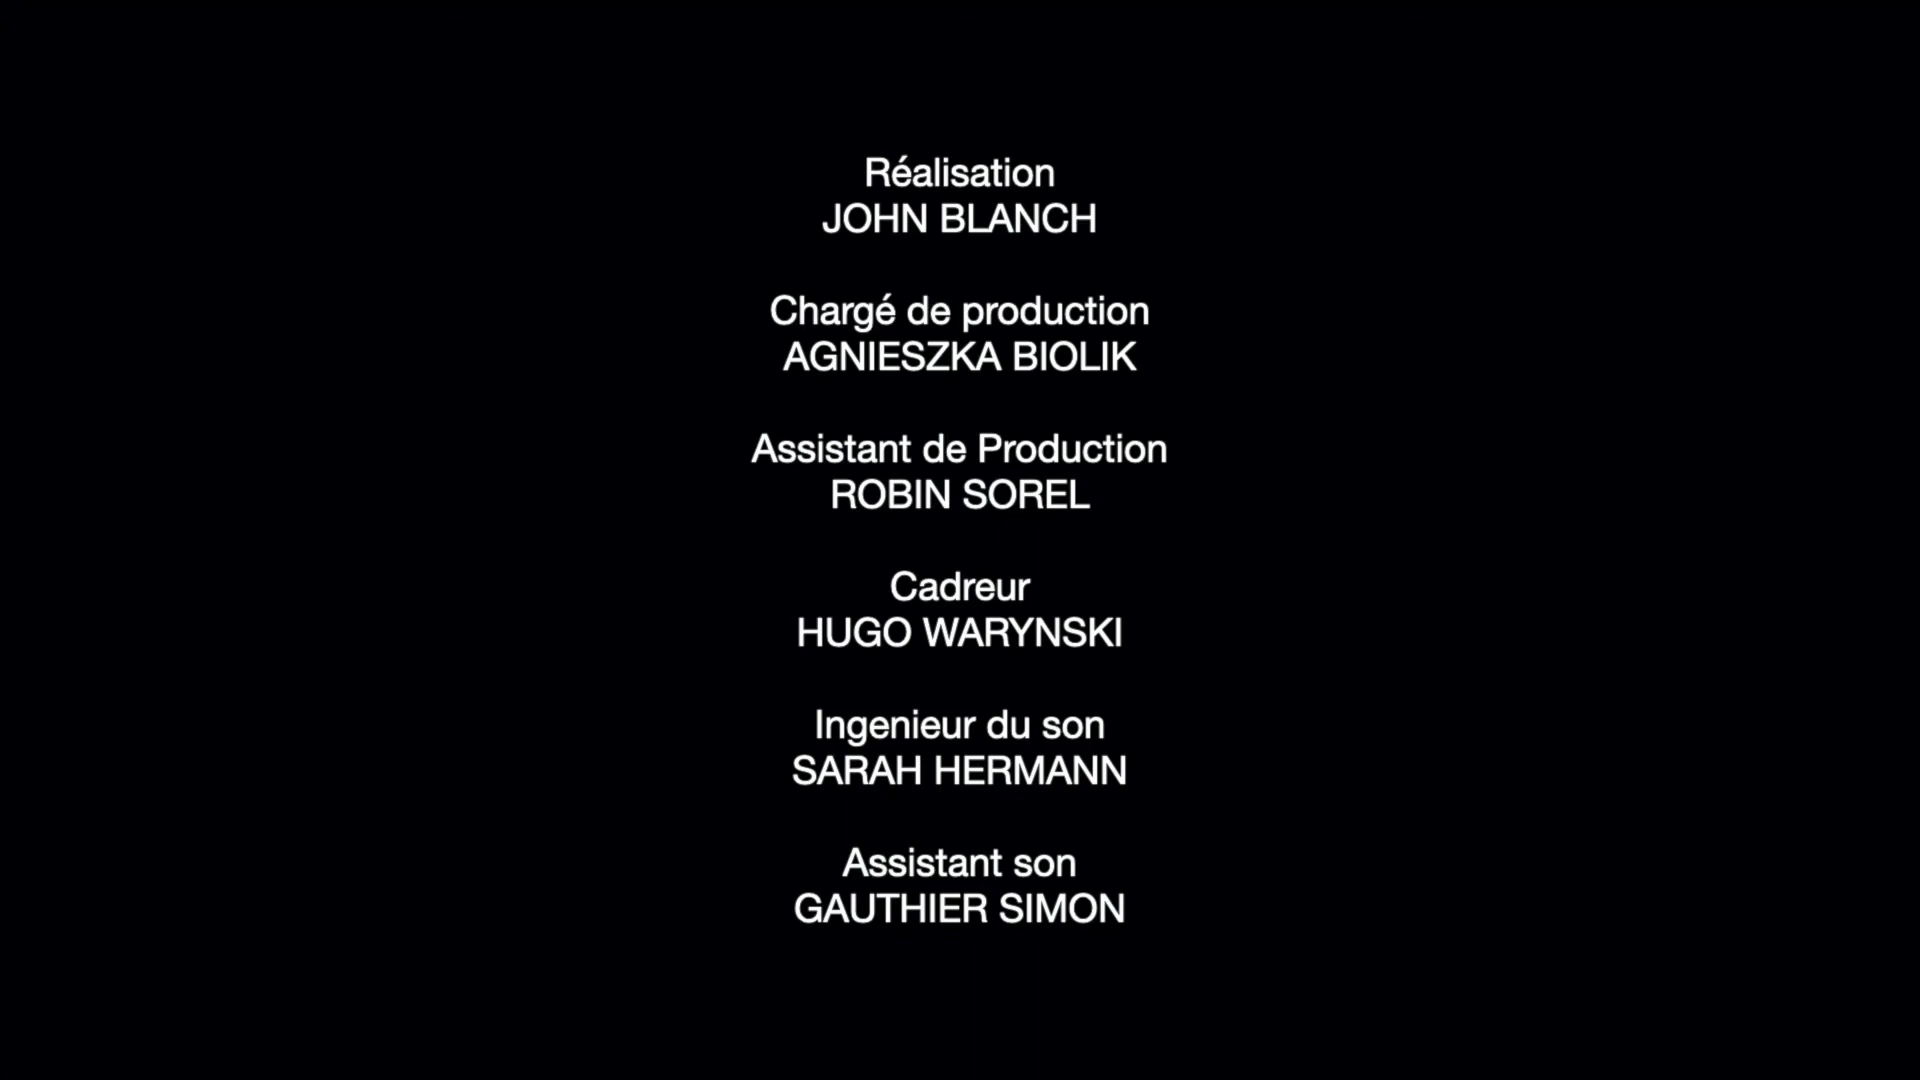 Réalisation
JOHN BLANCH
Chargé de production
AGNIESZKA BIOLIK
Assistant de Production
ROBIN SOREL
Cadreur
HUGO WARYNSKI
Ingenieur du son
SARAH HERMANN
Assistant son
GAUTHIER SIMON